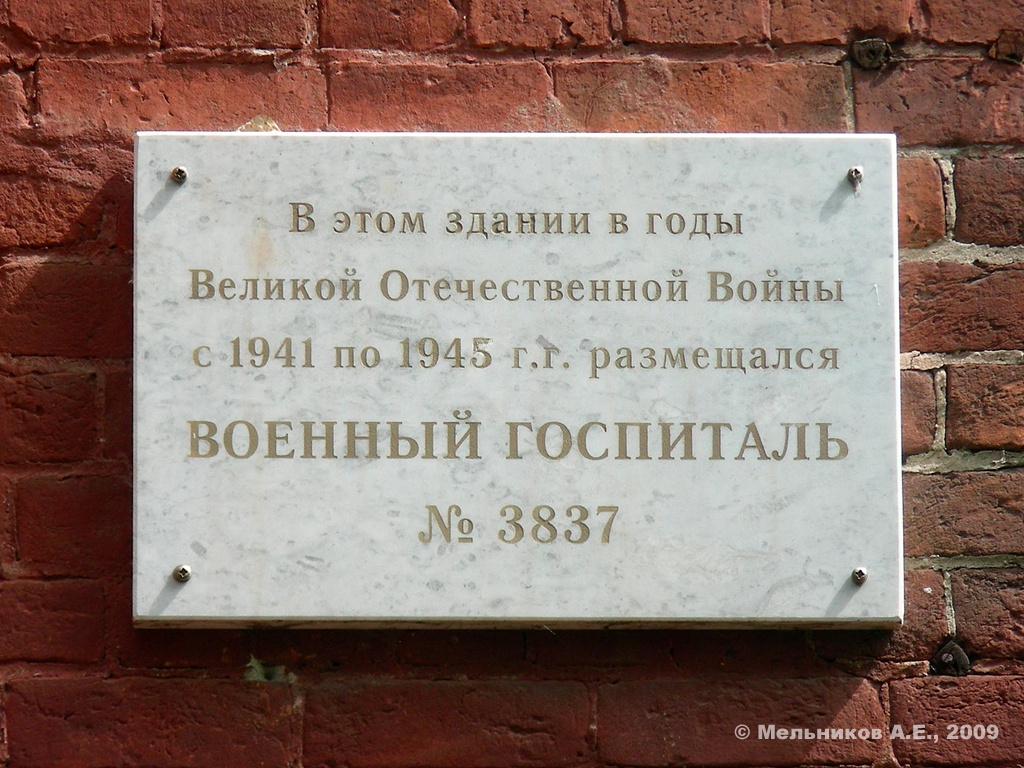 В этом здании в годы
Великой Отечественной Войны
с 1941 по 1945 г.г. размещался
ВОЕННЫЙ ГОСПИТАЛЬ
№ 3837
© Мельников А.Е., 2009